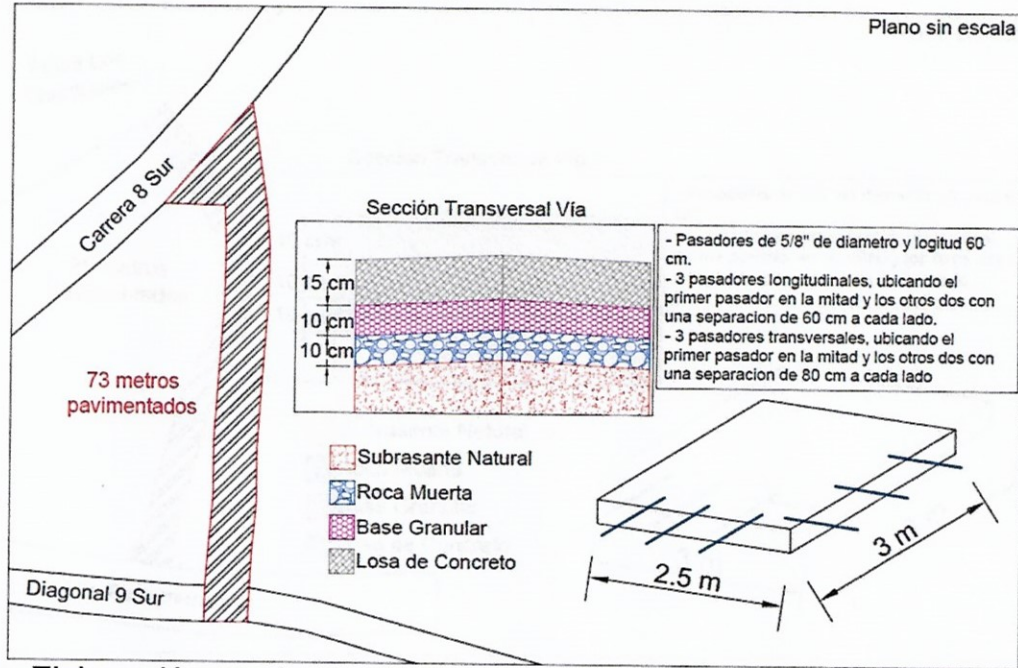 Plano sin escala
Carrera 8 Sur
Sección Transversal Vía
15 cm
10 cm
10 cm
- Pasadores de 5/8" de diametro y logitud 60
cm.
- 3 pasadores longitudinales, ubicando el
primer pasador en la mitad y los otros dos con
una separacion de 60 cm a cada lado.
- 3 pasadores transversales, ubicando el
primer pasador en la mitad y los otros dos con
una separacion de 80 cm a cada lado
73 metros
pavimentados
Subrasante Natural
Roca Muerta
Base Granular
Losa de Concreto
2.5 m
3 m
Diagonal 9 Sur